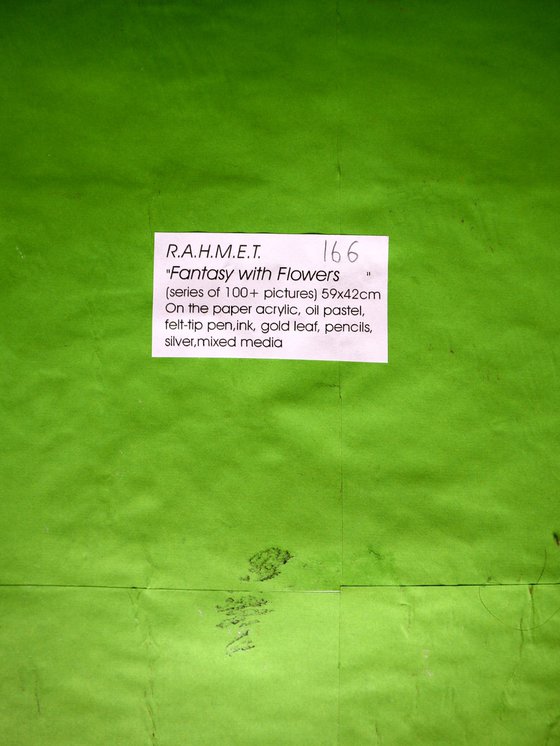 R.A.H.M.E.T. 166
"Fantasy with Flowers "
(series of 100+ pictures) 59x42cm
On the paper acrylic, oil pastel,
felt-tip pen,ink, gold leaf, pencils,
silver,mixed media